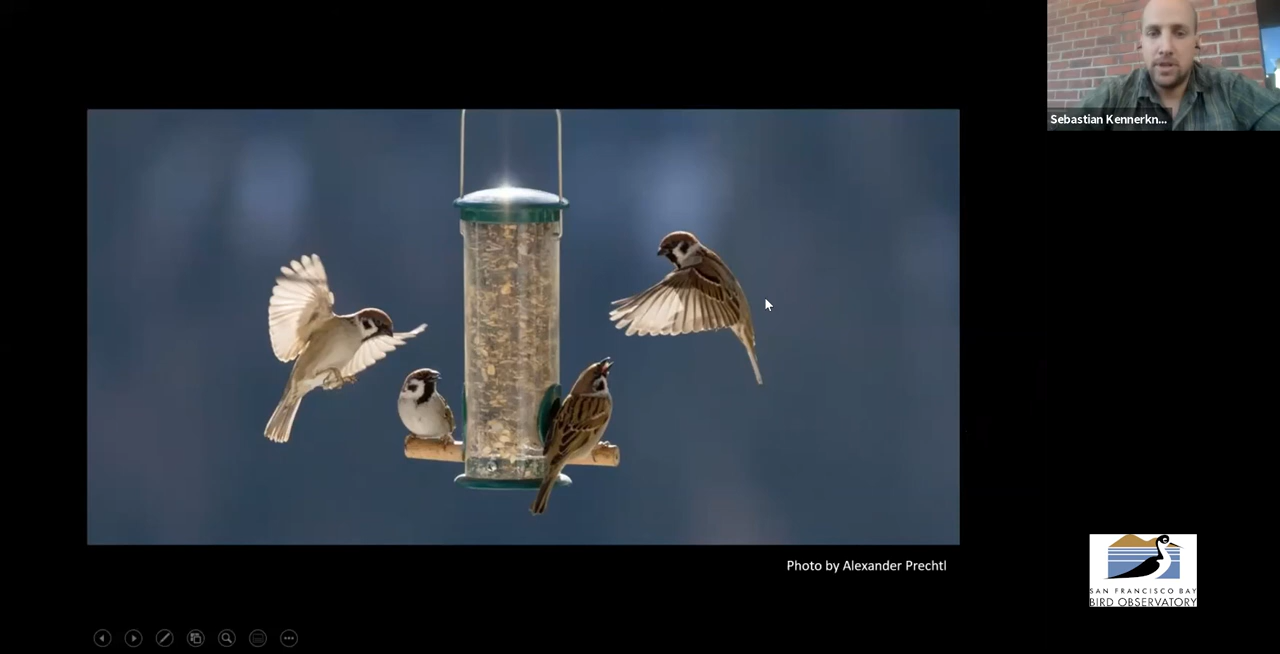 Sebastian Kennerkn...
Photo by Alexander Prechtl
SAN FRANCISCO BAY
BIRD OBSERVATORY